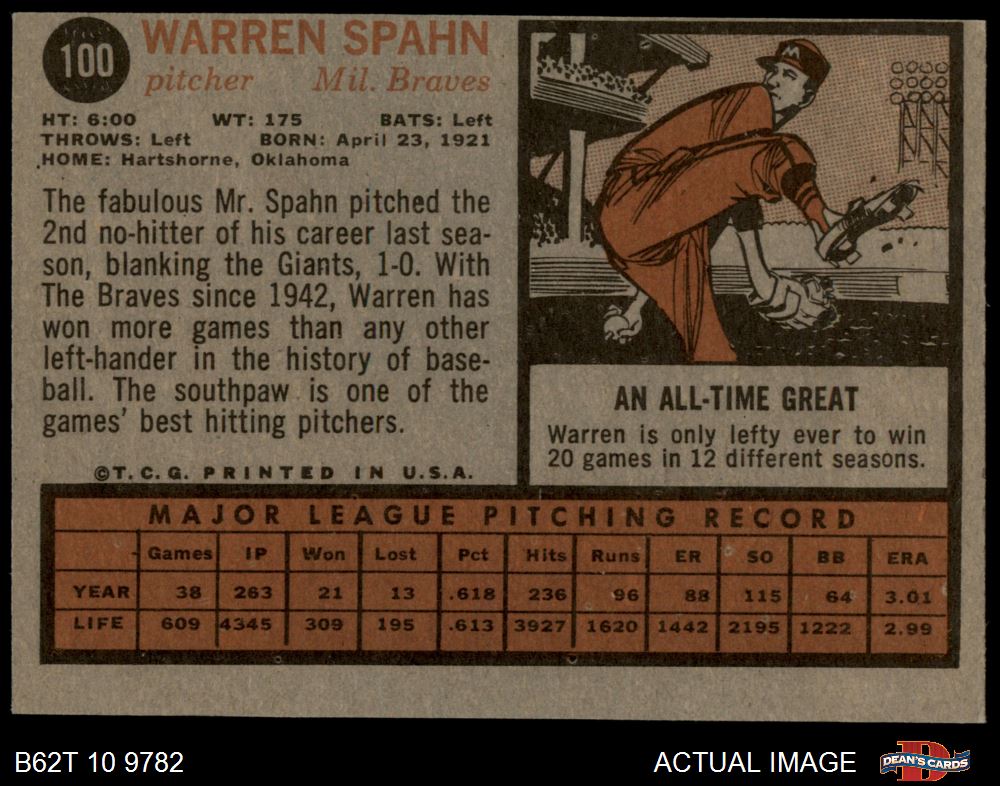 100
WARREN SPAHN
pitcher Mil. Braves
HT: 6:00 WT: 175 BATS: Left
THROWS: Left BORN: April 23, 1921
HOME: Hartshorne, Oklahoma
The fabulous Mr. Spahn pitched the
2nd no-hitter of his career last sea-
son, blanking the Giants, 1-0. With
The Braves since 1942, Warren has
won more games than any other
left-hander in the history of base-
ball. The southpaw is one of the
games' best hitting pitchers.
©T.C.G. PRINTED IN U.S.A.
M
AN ALL-TIME GREAT
Warren is only lefty ever to win
20 games in 12 different seasons.
MAJOR LEAGUE PITCHING RECORD
Games IP Won Lost Pct Hits Runs ER SO BB ERA
YEAR 38 263 21 13 .618 236 96 88 115 64 3.01
LIFE 609 4345 309 195 .613 3927 1620 1442 2195 1222 2.99
B62T 10 9782 ACTUAL IMAGE DEAN'S CARDS